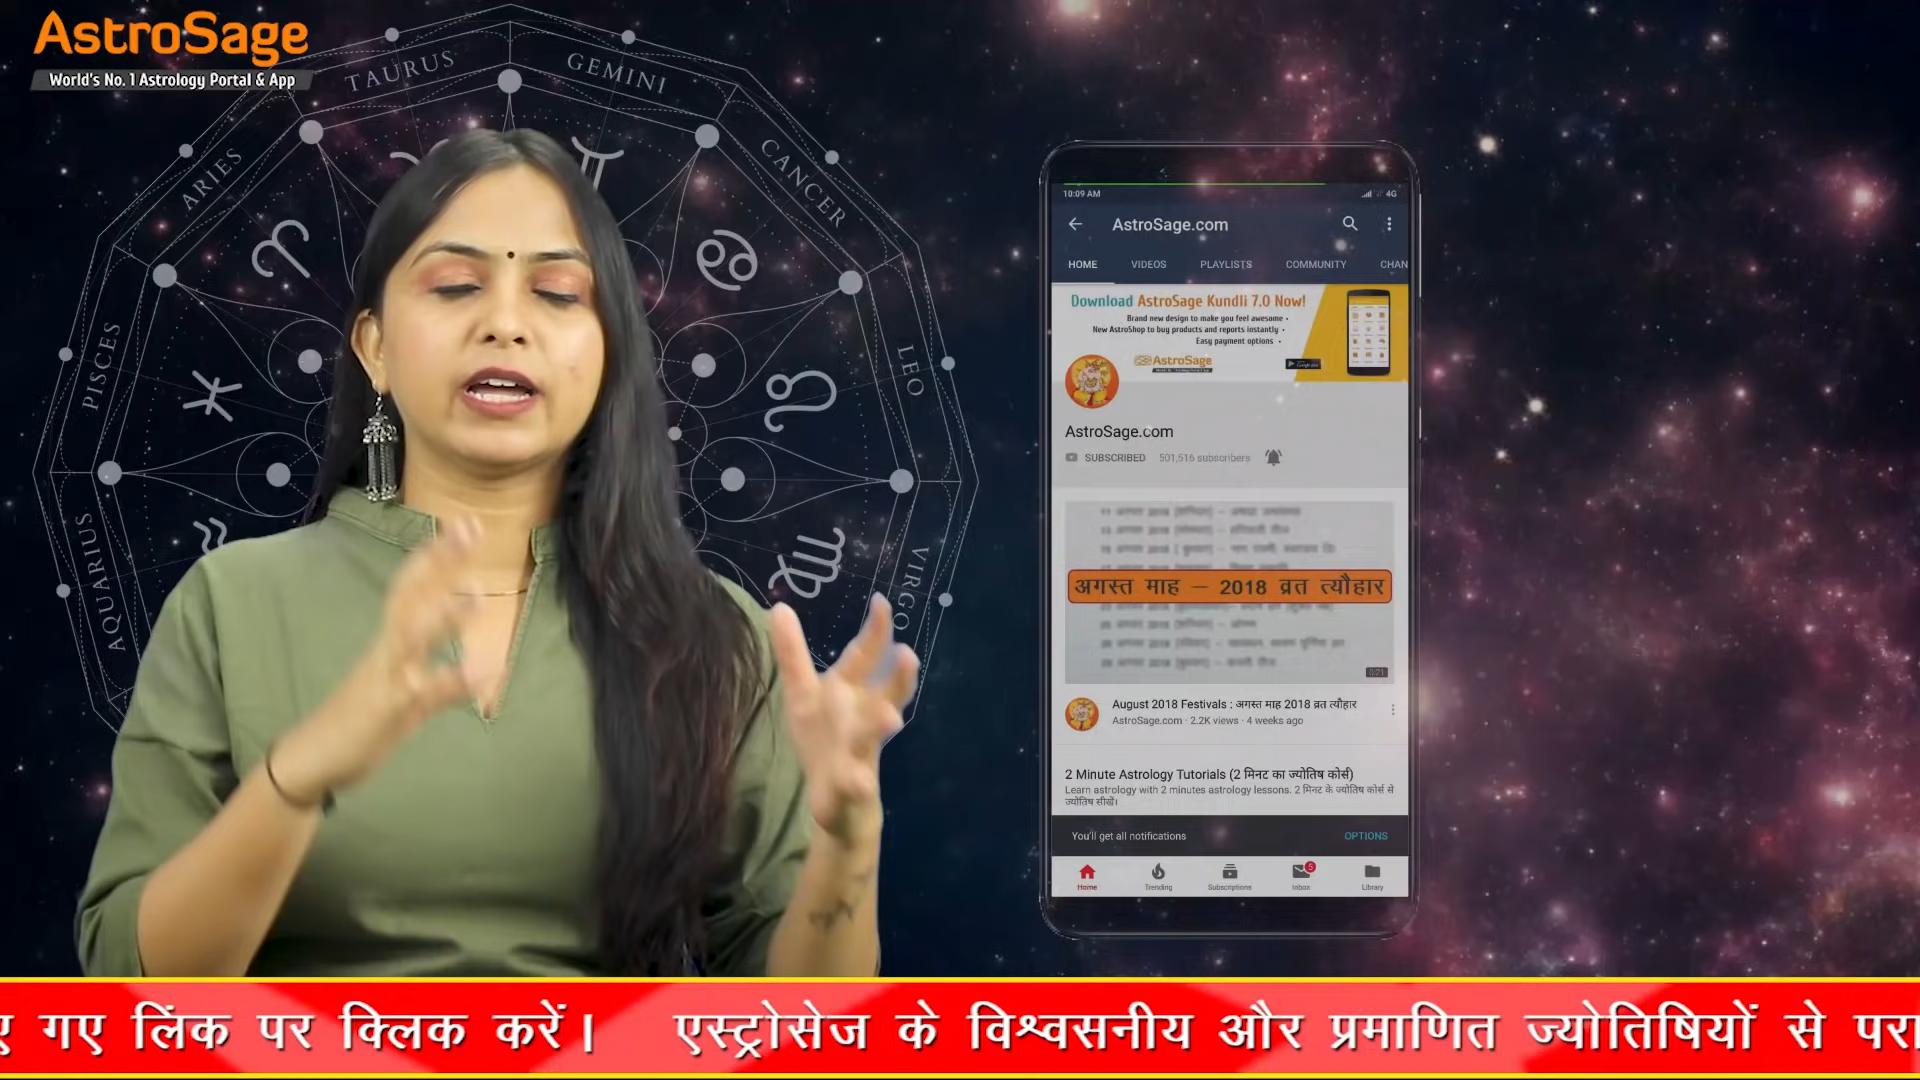 AstroSage
World's No. 1 Astrology Portal & App
TAURUS
GEMINI
ARIES
CANCER
PISCES
LEO
AQUARIUS
VIRGO
10:09 AM
4G
AstroSage.com
HOME VIDEOS PLAYLISTS COMMUNITY CHAN
Download AstroSage Kundli 7.0 Now!
Brand new design to make you feel awesome •
New AstroShop to buy products and reports instantly •
Easy payment options •
AstroSage
AstroSage.com
SUBSCRIBED 501,516 subscribers
अगस्त माह – 2018 व्रत त्यौहार
0:21
August 2018 Festivals : अगस्त माह 2018 व्रत त्यौहार
AstroSage.com · 2.2K views · 4 weeks ago
2 Minute Astrology Tutorials (2 मिनट का ज्योतिष कोर्स)
Learn astrology with 2 minutes astrology lessons. 2 मिनट के ज्योतिष कोर्स से
ज्योतिष सीखें।
You'll get all notifications OPTIONS
5
Home Trending Subscriptions Inbox Library
ए गए लिंक पर क्लिक करें। एस्ट्रोसेज के विश्वसनीय और प्रमाणित ज्योतिषियों से परा